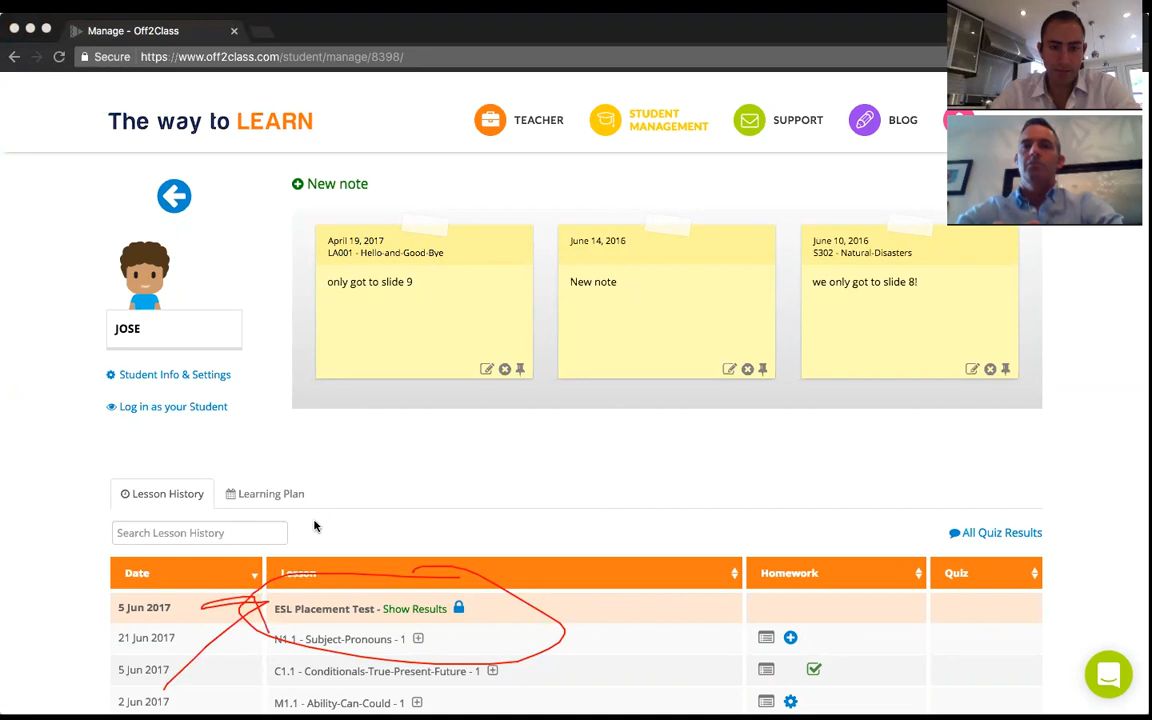 Manage - Off2Class
Secure https://www.off2class.com/student/manage/8398/
The way to LEARN
TEACHER
STUDENT
MANAGEMENT
SUPPORT
BLOG
New note
April 19, 2017
LA001 - Hello-and-Good-Bye
only got to slide 9
June 14, 2016
New note
June 10, 2016
S302 - Natural-Disasters
we only got to slide 8!
JOSE
Student Info & Settings
Log in as your Student
Lesson History
Learning Plan
Search Lesson History
All Quiz Results
Date Lesson Homework Quiz
5 Jun 2017 ESL Placement Test - Show Results
21 Jun 2017 N1.1 - Subject-Pronouns - 1
5 Jun 2017 C1.1 - Conditionals-True-Present-Future - 1
2 Jun 2017 M1.1 - Ability-Can-Could - 1